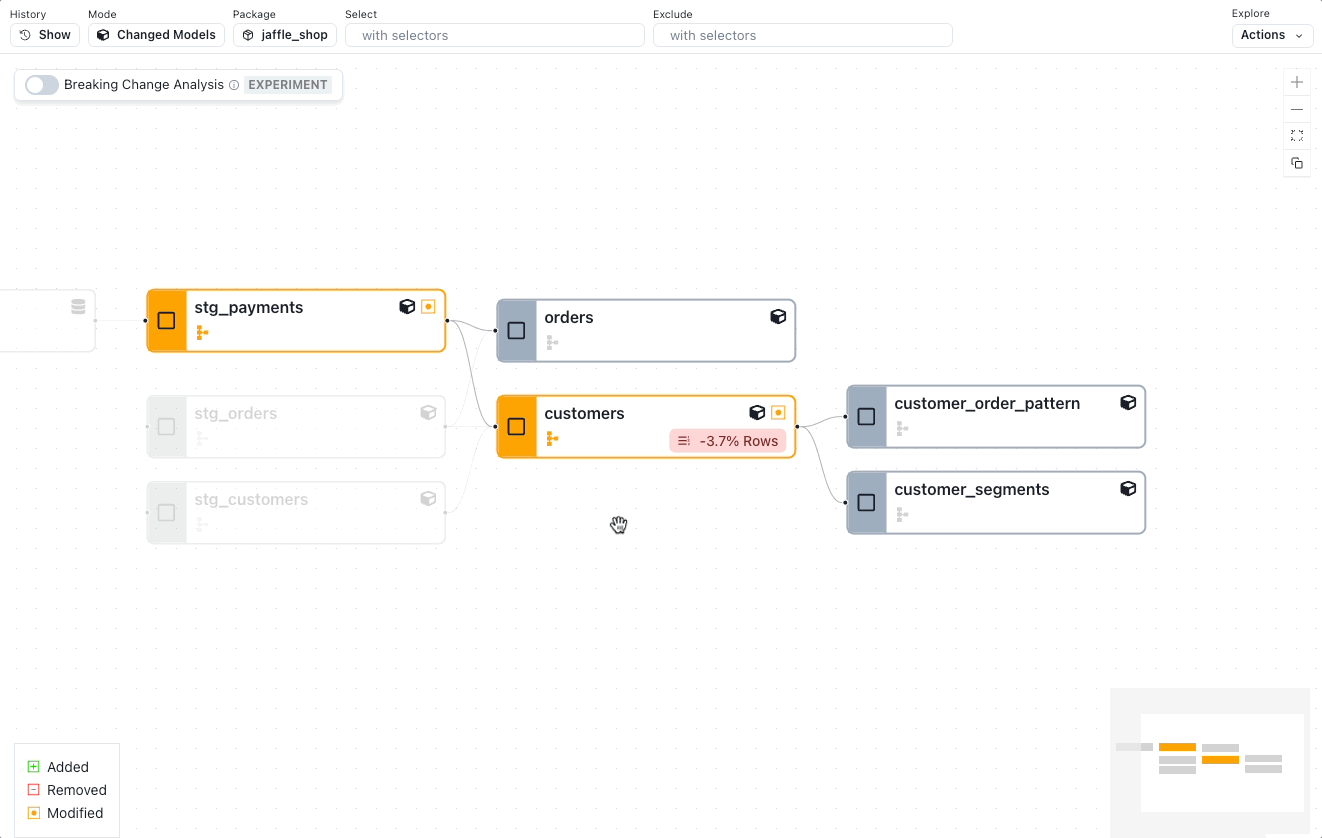 History
Mode
Package
Select
Exclude
Explore
Show
Changed Models
jaffle_shop
with selectors
with selectors
Actions
Breaking Change Analysis
EXPERIMENT
stg_payments
orders
stg_orders
customers
-3.7% Rows
customer_order_pattern
stg_customers
customer_segments
Added
Removed
Modified